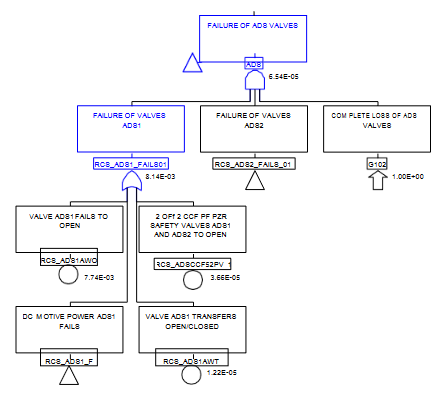 FAILURE OF ADS VALVES
ADS
6.54E-05
FAILURE OF VALVES
ADS1
FAILURE OF VALVES
ADS2
COMPLETE LOSS OF ADS
VALVES
RCS_ADS1_FAILS01
RCS_ADS2_FAILS_01
G102
8.14E-03
1.00E+00
VALVE ADS1FAILS TO
OPEN
2 OFf 2 CCF PF PZR
SAFETY VALVES ADS1
AND ADS2 TO OPEN
RCS_ADS1AWO
RCS_ADSCCF52PV_1
7.74E-03
3.66E-05
DC MOTIVE POWER ADS1
FAILS
VALVE ADS1 TRANSFERS
OPEN/CLOSED
RCS_ADS1_F
RCS_ADS1AWT
1.22E-05